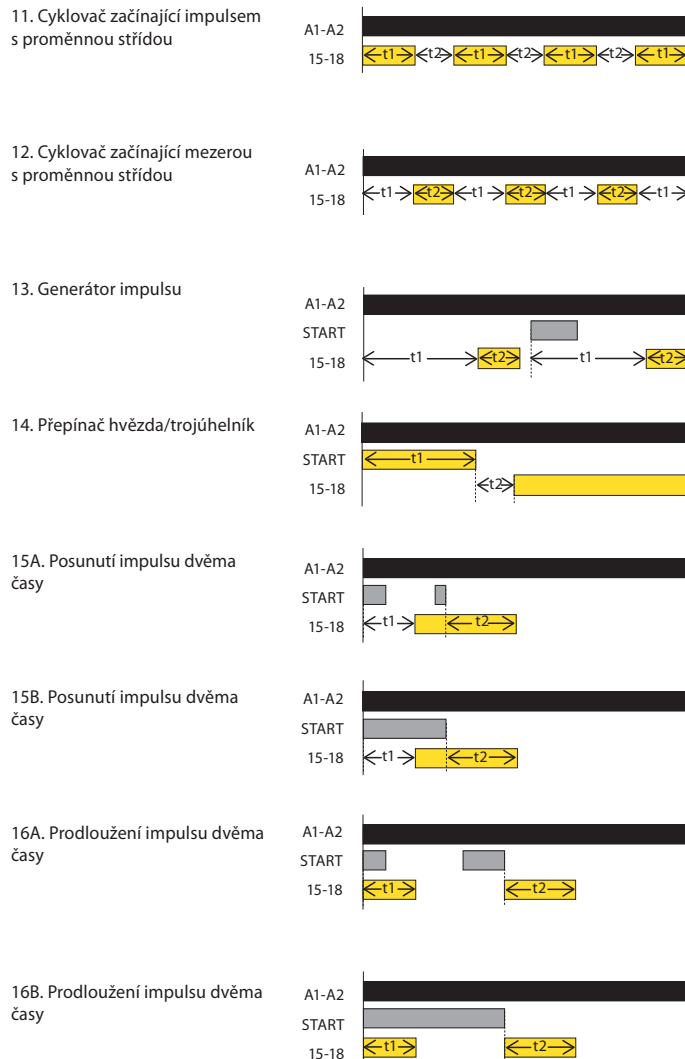 11. Cyklovač začínající impulsem
s proměnnou střídou
A1-A2
15-18
t1 t2 t1 t2 t1 t2 t1
12. Cyklovač začínající mezerou
s proměnnou střídou
A1-A2
15-18
t1 t2 t1 t2 t1 t2 t1
13. Generátor impulsu
A1-A2
START
15-18
t1 t2 t1 t2
14. Přepínač hvězda/trojúhelník
A1-A2
START
t1
15-18
t2
15A. Posunutí impulsu dvěma
časy
A1-A2
START
15-18
t1 t2
15B. Posunutí impulsu dvěma
časy
A1-A2
START
15-18
t1 t2
16A. Prodloužení impulsu dvěma
časy
A1-A2
START
15-18
t1 t2
16B. Prodloužení impulsu dvěma
časy
A1-A2
START
15-18
t1 t2